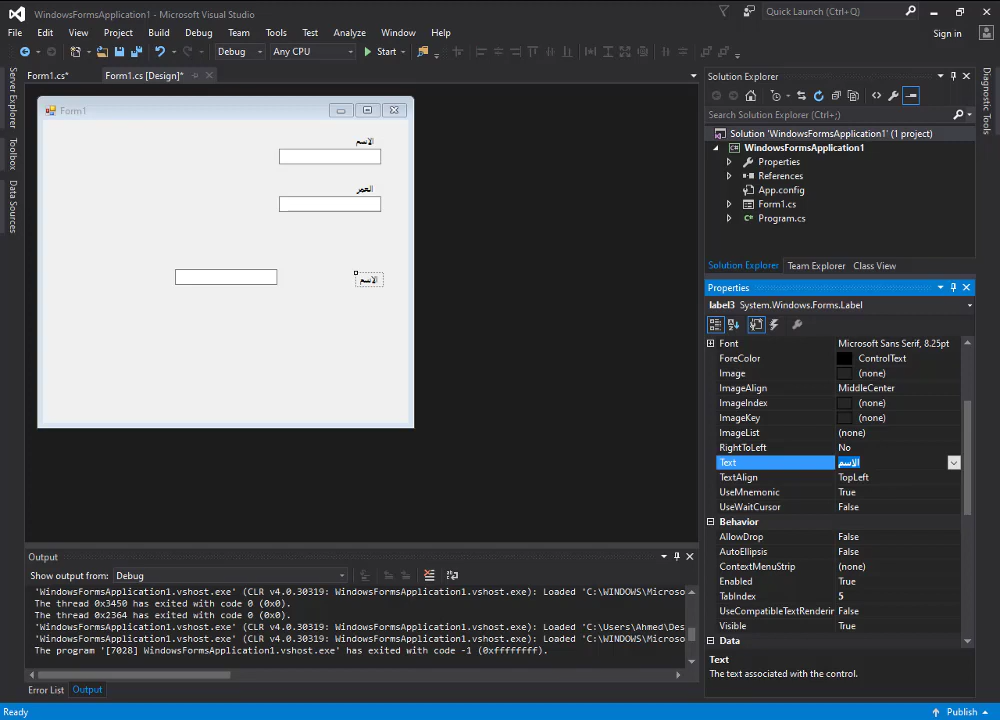 WindowsFormsApplication1 - Microsoft Visual Studio
Quick Launch (Ctrl+Q)
File Edit View Project Build Debug Team Tools Test Analyze Window Help
Sign in
Debug Any CPU Start
Form1.cs* Form1.cs [Design]*
Server Explorer
Toolbox
Data Sources
Form1
الاسم
العمر
الاسم
Solution Explorer
Search Solution Explorer (Ctrl+;)
Solution 'WindowsFormsApplication1' (1 project)
WindowsFormsApplication1
Properties
References
App.config
Form1.cs
Program.cs
Solution Explorer Team Explorer Class View
Diagnostic Tools
Properties
label3 System.Windows.Forms.Label
Font Microsoft Sans Serif, 8.25pt
ForeColor ControlText
Image (none)
ImageAlign MiddleCenter
ImageIndex (none)
ImageKey (none)
ImageList (none)
RightToLeft No
Text الاسم
TextAlign TopLeft
UseMnemonic True
UseWaitCursor False
Behavior
AllowDrop False
AutoEllipsis False
ContextMenuStrip (none)
Enabled True
TabIndex 5
UseCompatibleTextRenderir False
Visible True
Data
Text
The text associated with the control.
Output
Show output from: Debug
'WindowsFormsApplication1.vshost.exe' (CLR v4.0.30319: WindowsFormsApplication1.vshost.exe): Loaded 'C:\WINDOWS\Microso
The thread 0x3450 has exited with code 0 (0x0).
The thread 0x2364 has exited with code 0 (0x0).
'WindowsFormsApplication1.vshost.exe' (CLR v4.0.30319: WindowsFormsApplication1.vshost.exe): Loaded 'C:\Users\Ahmed\Des
'WindowsFormsApplication1.vshost.exe' (CLR v4.0.30319: WindowsFormsApplication1.vshost.exe): Loaded 'C:\WINDOWS\Microso
The program '[7028] WindowsFormsApplication1.vshost.exe' has exited with code -1 (0xffffffff).
Error List Output
Ready
Publish